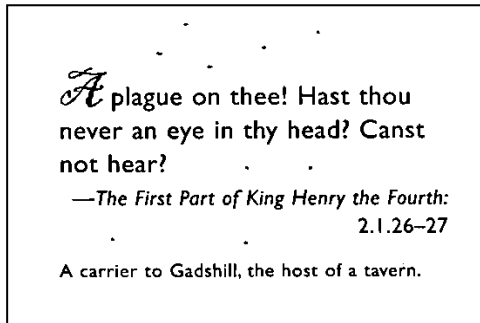 A plague on thee! Hast thou
never an eye in thy head? Canst
not hear?
—The First Part of King Henry the Fourth:
2.1.26–27
A carrier to Gadshill, the host of a tavern.